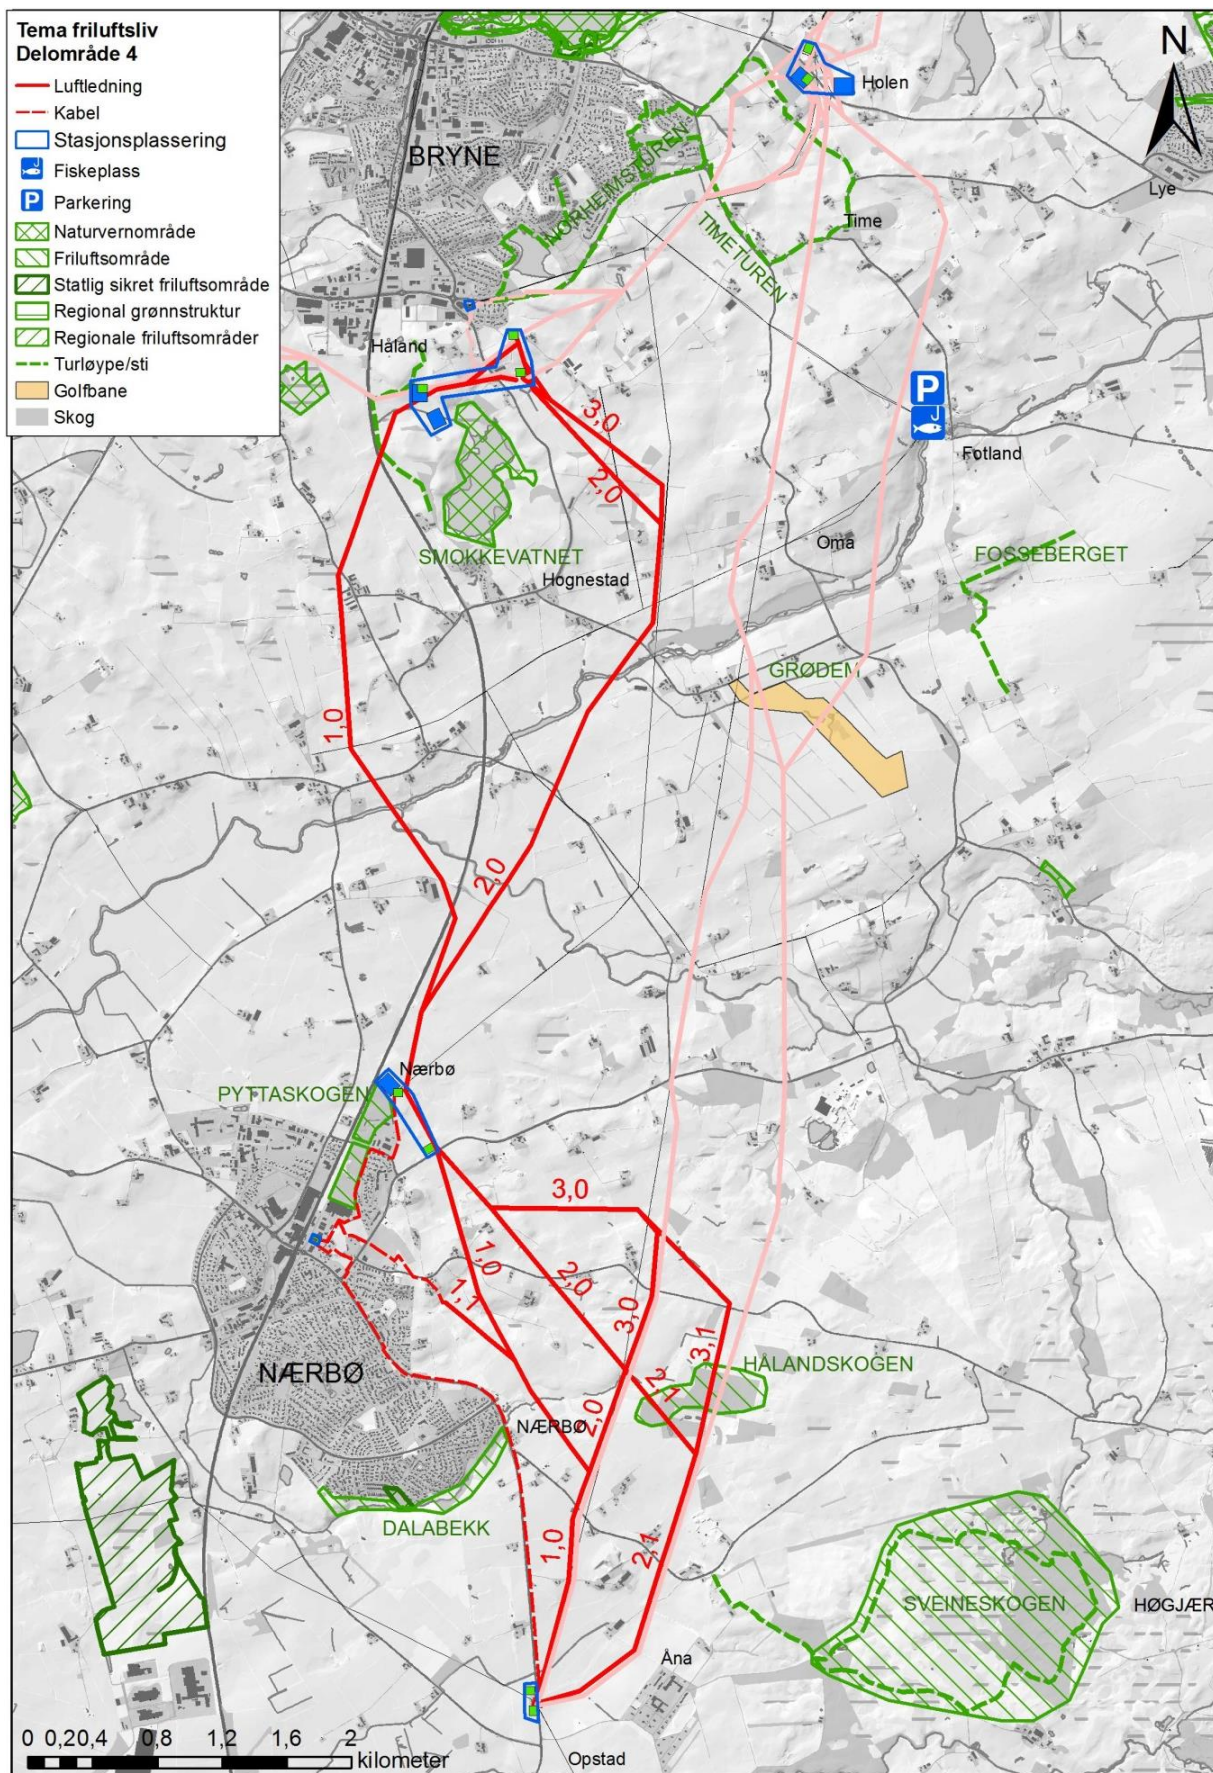 Tema friluftsliv
Delområde 4
Luftledning
Kabel
Stasjonsplassering
Fiskeplass
P Parkering
Naturvernområde
Friluftsområde
Statlig sikret friluftsområde
Regional grønnstruktur
Regionale friluftsområder
Turløype/sti
Golfbane
Skog
N
Holen
BRYNE
NORHEIMSTUREN
Lye
Time
TIMETUREN
Håland
P
3,0
Fotland
2,0
Oma
SMOKKEVATNET
FOSSEBERGET
Hognestad
GRØDEM
1,0
2,0
Nærbø
PYTTASKOGEN
3,0
1,0
2,0
1,1
3,0
3,1
HÅLANDSKOGEN
NÆRBØ
2,1
2,0
NÆRBØ
DALABEKK
1,0
2,1
SVEINESKOGEN
HØGJÆR
Åna
0 0,20,4 0,8 1,2 1,6 2
kilometer
Opstad